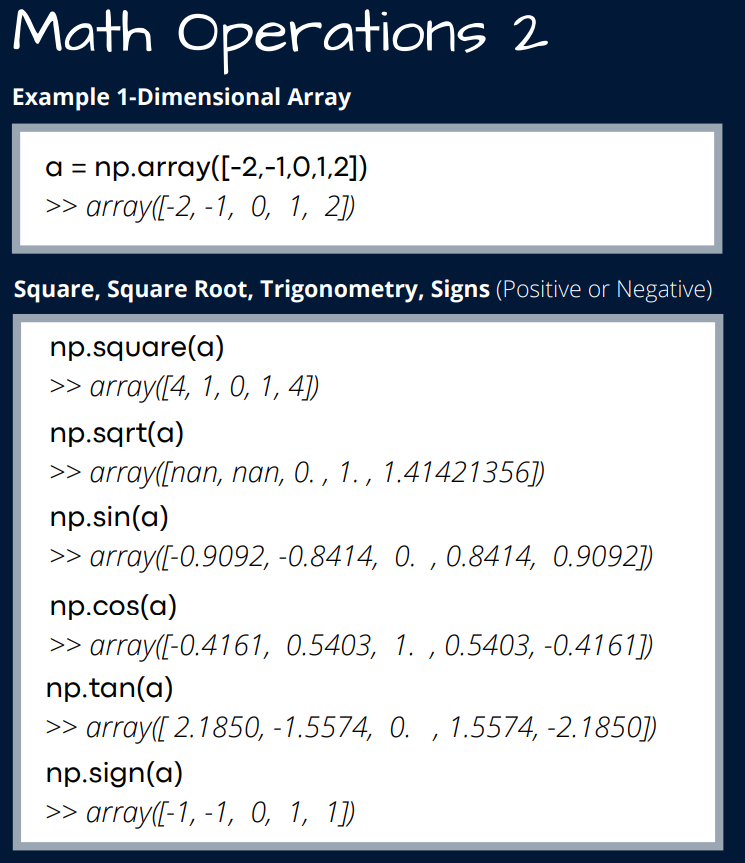 Math Operations 2
Example 1-Dimensional Array
a = np.array([-2,-1,0,1,2])
>> array([-2, -1,  0,  1,  2])
Square, Square Root, Trigonometry, Signs (Positive or Negative)
np.square(a)
>> array([4, 1, 0, 1, 4])
np.sqrt(a)
>> array([nan, nan, 0. , 1. , 1.41421356])
np.sin(a)
>> array([-0.9092, -0.8414,  0.  , 0.8414,  0.9092])
np.cos(a)
>> array([-0.4161,  0.5403,  1.  , 0.5403, -0.4161])
np.tan(a)
>> array([ 2.1850, -1.5574,  0.   , 1.5574, -2.1850])
np.sign(a)
>> array([-1, -1,  0,  1,  1])